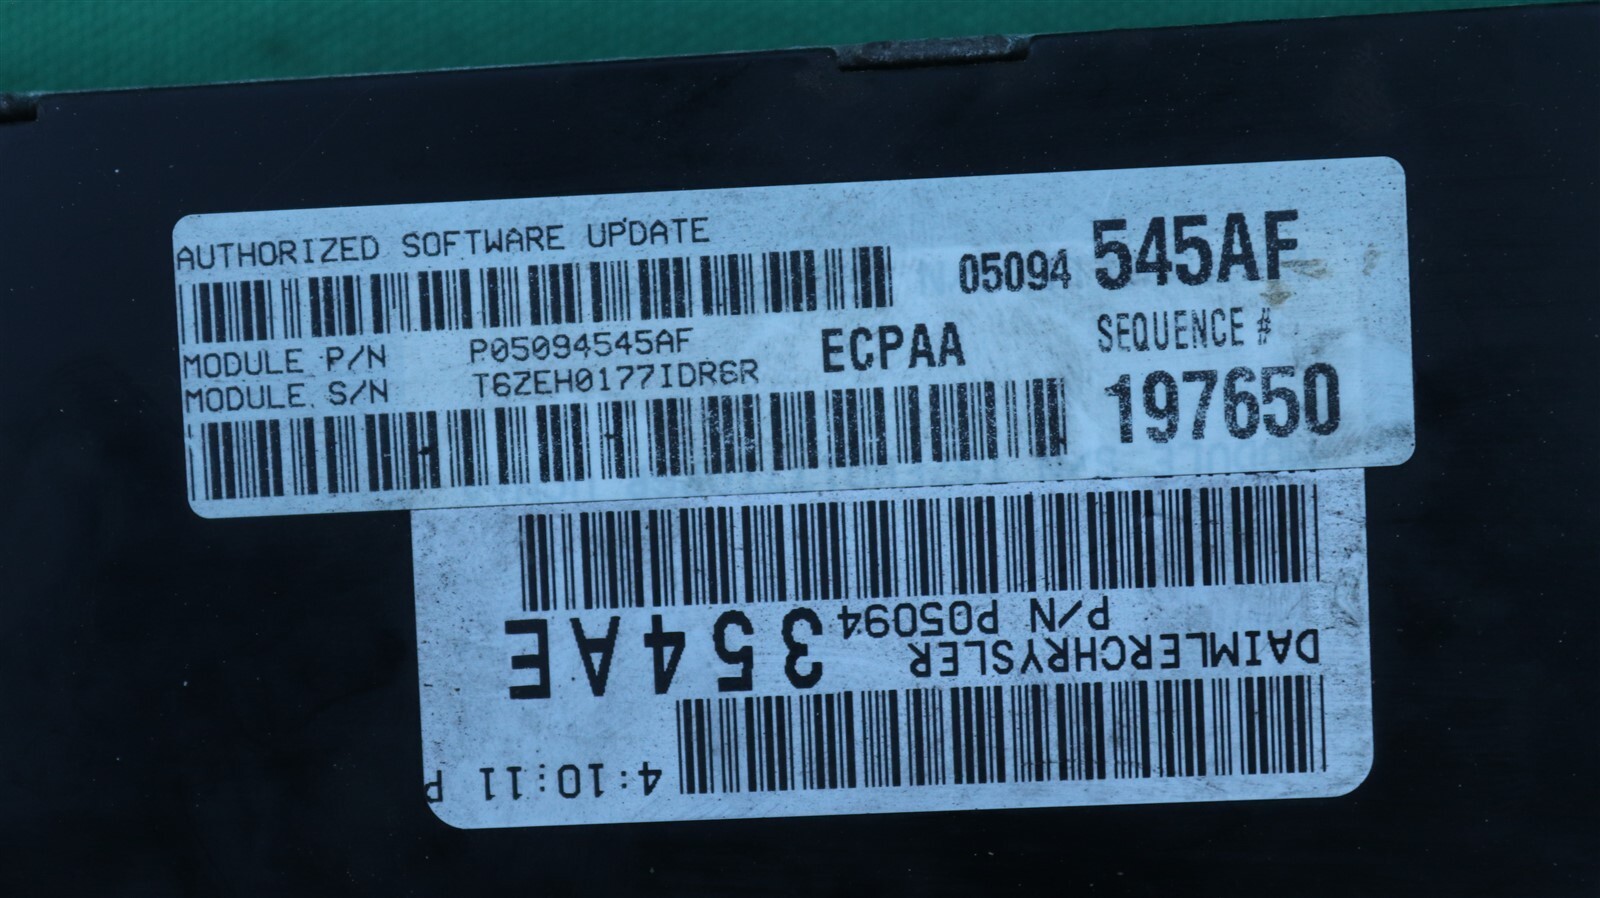 AUTHORIZED SOFTWARE UPDATE
05094 545AF
MODULE P/N P05094545AF
MODULE S/N T6ZEH0177IDR6R
ECPAA
SEQUENCE #
197650
DAIMLERCHRYSLER
P/N P05094 354AE
4:10:11 P